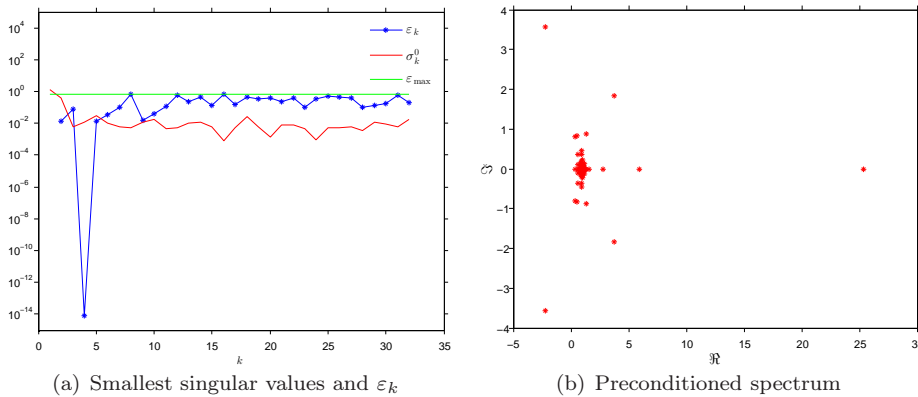 10^4
10^2
10^0
10^{-2}
10^{-4}
10^{-6}
10^{-8}
10^{-10}
10^{-12}
10^{-14}
0 5 10 15 20 25 30 35
k
ε_k
σ_k^0
ε_max
(a) Smallest singular values and ε_k
4
3
2
1
0
−1
−2
−3
−4
ℑ
−5 0 5 10 15 20 25 30
ℜ
(b) Preconditioned spectrum